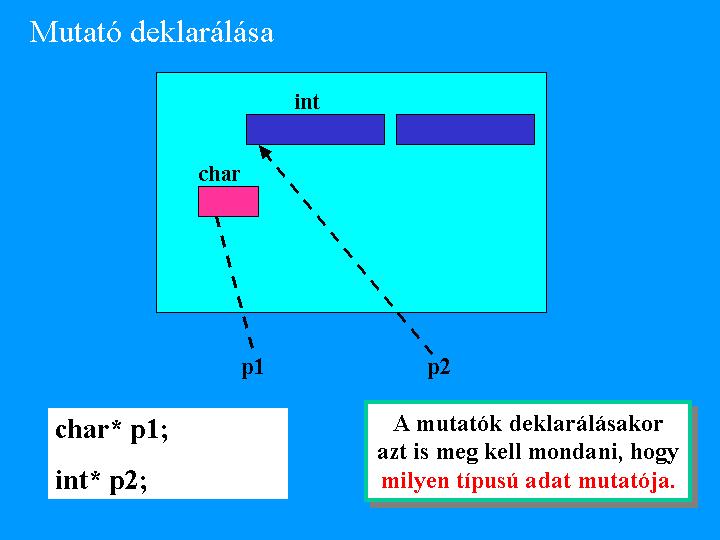 Mutató deklarálása
int
char
p1
p2
char* p1;
int* p2;
A mutatók deklarálásakor
azt is meg kell mondani, hogy
milyen típusú adat mutatója.